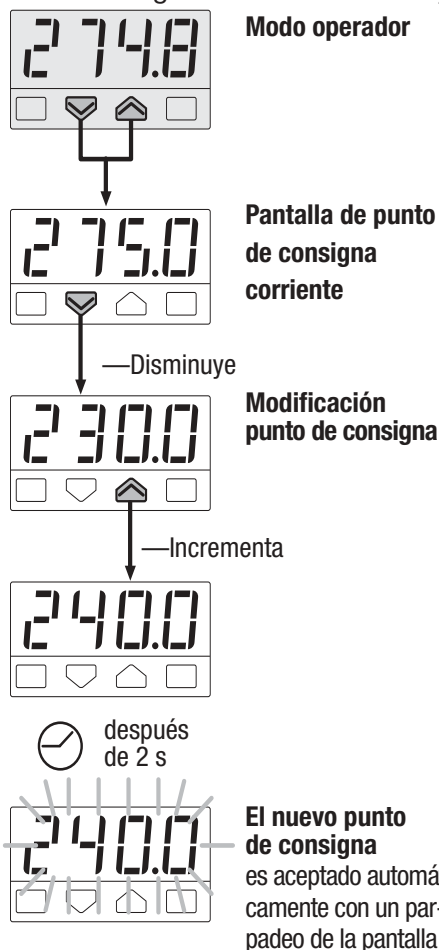 274.8
Modo operador
275.0
Pantalla de punto
de consigna
corriente
—Disminuye
230.0
Modificación
punto de consigna
—Incrementa
240.0
después
de 2 s
240.0
El nuevo punto
de consigna
es aceptado automá
camente con un par-
padeo de la pantalla